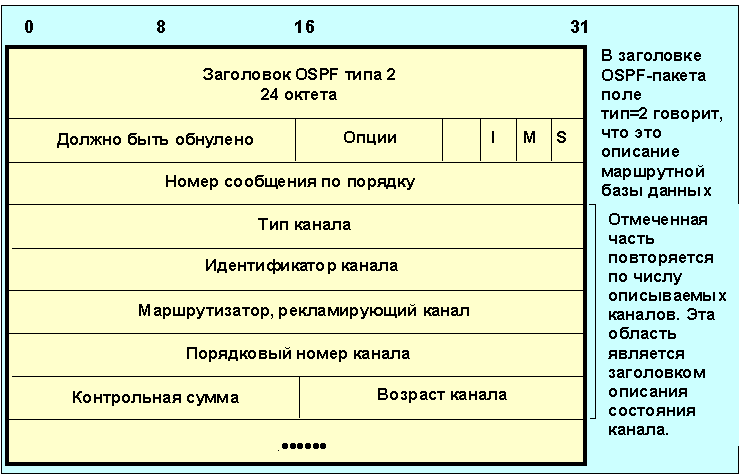 0 8 16 31
Заголовок OSPF типа 2
24 октета
Должно быть обнулено Опции I M S
Номер сообщения по порядку
Тип канала
Идентификатор канала
Маршрутизатор, рекламирующий канал
Порядковый номер канала
Контрольная сумма Возраст канала
.●●●●●●
В заголовке
OSPF-пакета
поле
тип=2 говорит,
что это
описание
маршрутной
базы данных
Отмеченная
часть
повторяется
по числу
описываемых
каналов. Эта
область
является
заголовком
описания
состояния
канала.